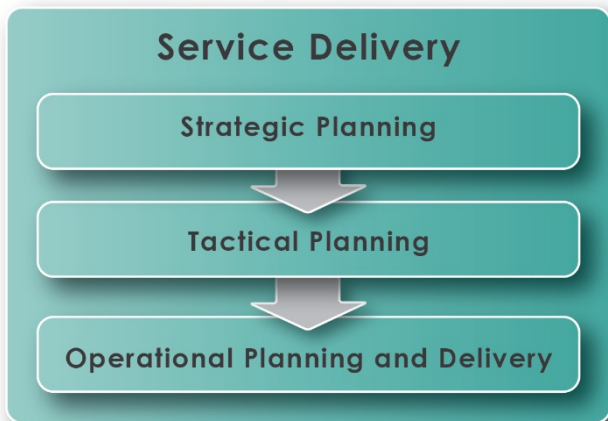 Service Delivery
Strategic Planning
Tactical Planning
Operational Planning and Delivery